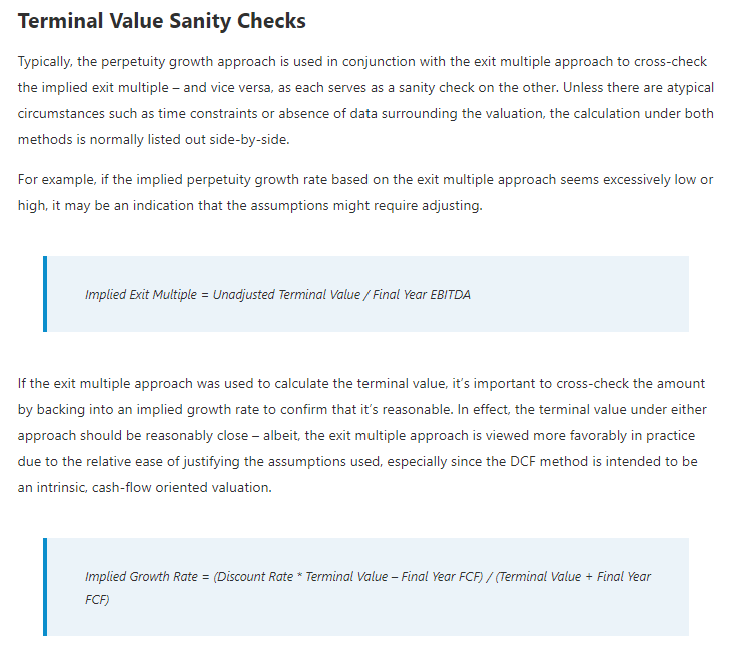 Terminal Value Sanity Checks
Typically, the perpetuity growth approach is used in conjunction with the exit multiple approach to cross-check
the implied exit multiple – and vice versa, as each serves as a sanity check on the other. Unless there are atypical
circumstances such as time constraints or absence of data surrounding the valuation, the calculation under both
methods is normally listed out side-by-side.
For example, if the implied perpetuity growth rate based on the exit multiple approach seems excessively low or
high, it may be an indication that the assumptions might require adjusting.
Implied Exit Multiple = Unadjusted Terminal Value / Final Year EBITDA
If the exit multiple approach was used to calculate the terminal value, it’s important to cross-check the amount
by backing into an implied growth rate to confirm that it’s reasonable. In effect, the terminal value under either
approach should be reasonably close – albeit, the exit multiple approach is viewed more favorably in practice
due to the relative ease of justifying the assumptions used, especially since the DCF method is intended to be
an intrinsic, cash-flow oriented valuation.
Implied Growth Rate = (Discount Rate * Terminal Value – Final Year FCF) / (Terminal Value + Final Year
FCF)